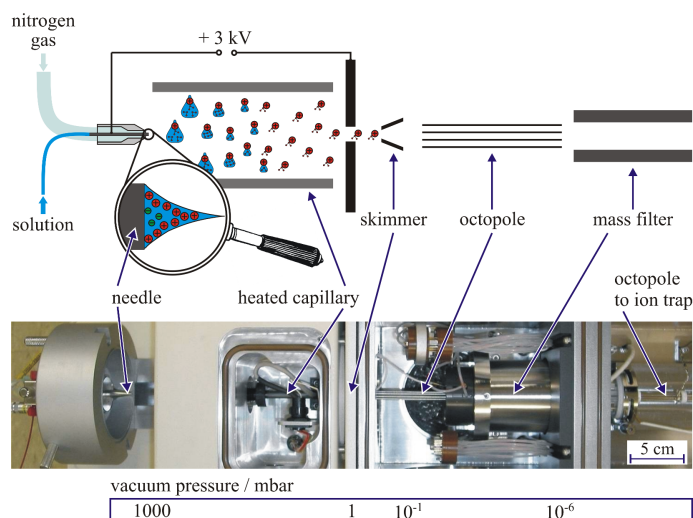 nitrogen
gas
+ 3 kV
solution
skimmer
octopole
mass filter
needle
heated capillary
octopole
to ion trap
5 cm
vacuum pressure / mbar
1000 1 10⁻¹ 10⁻⁶